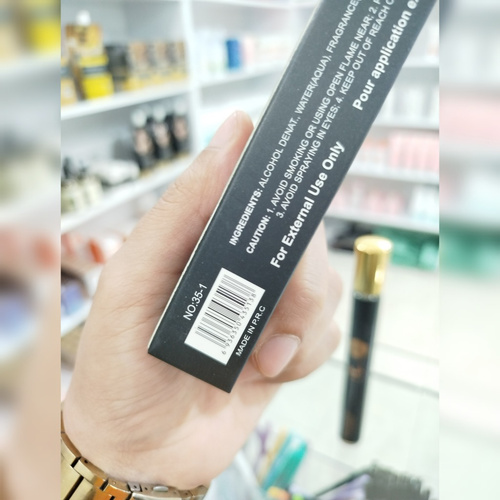 INGREDIENTS: ALCOHOL DENAT., WATER(AQUA), FRAGRANCE
CAUTION: 1. AVOID SMOKING OR USING OPEN FLAME NEAR; 2.
3. AVOID SPRAYING IN EYES; 4. KEEP OUT OF REACH
For External Use Only
Pour application
NO:35-1
MADE IN P.R.C